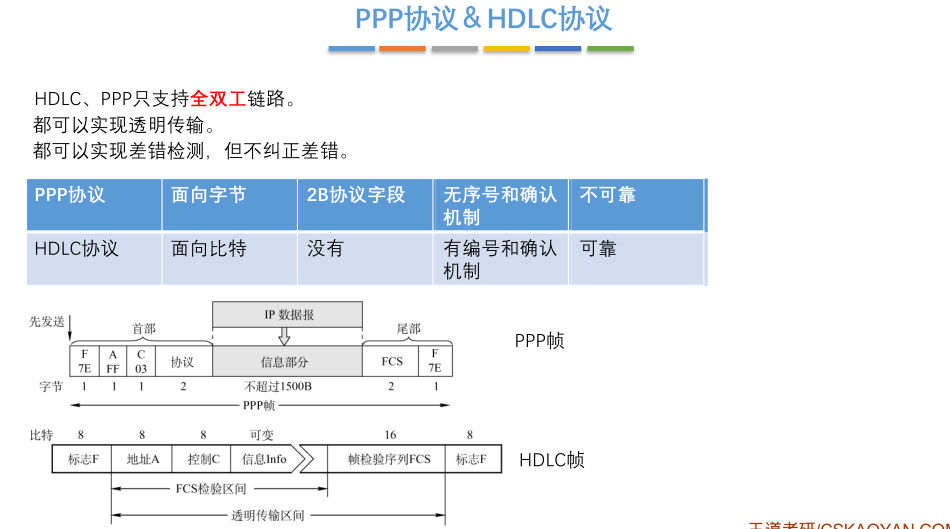 PPP协议＆HDLC协议
HDLC、PPP只支持全双工链路。
都可以实现透明传输。
都可以实现差错检测，但不纠正差错。
PPP协议 面向字节 2B协议字段 无序号和确认机制 不可靠
HDLC协议 面向比特 没有 有编号和确认机制 可靠
IP 数据报
先发送 首部 尾部
F 7E A FF C 03 协议 信息部分 FCS F 7E
PPP帧
字节 1 1 1 2 不超过1500B 2 1
PPP帧
比特 8 8 8 可变 16 8
标志F 地址A 控制C 信息Info 帧检验序列FCS 标志F
HDLC帧
FCS检验区间
透明传输区间
王道考研/CSKAOYAN.COM